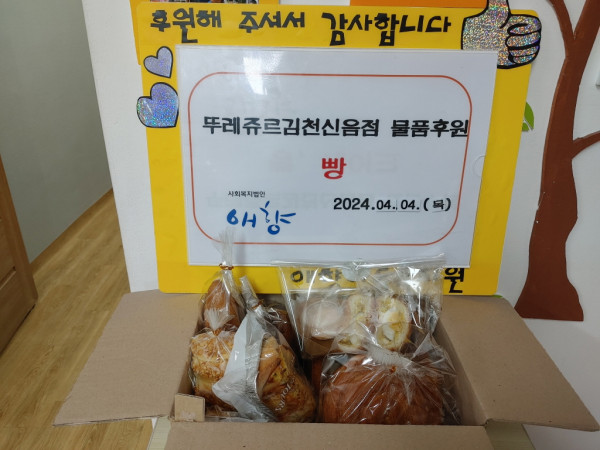 후원해 주셔서 감사합니다
뚜레쥬르김천신음점 물품후원
빵
사회복지법인
애향
2024.04.04.(목)
원